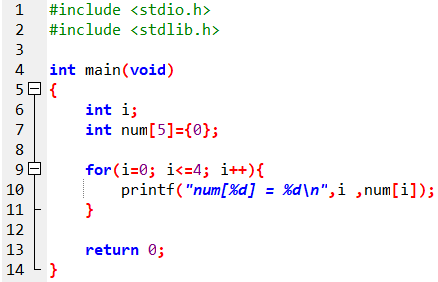 1 #include <stdio.h>
2 #include <stdlib.h>
3
4 int main(void)
5 {
6 int i;
7 int num[5]={0};
8
9 for(i=0; i<=4; i++){
10 printf("num[%d] = %d\n",i ,num[i]);
11 }
12
13 return 0;
14 }